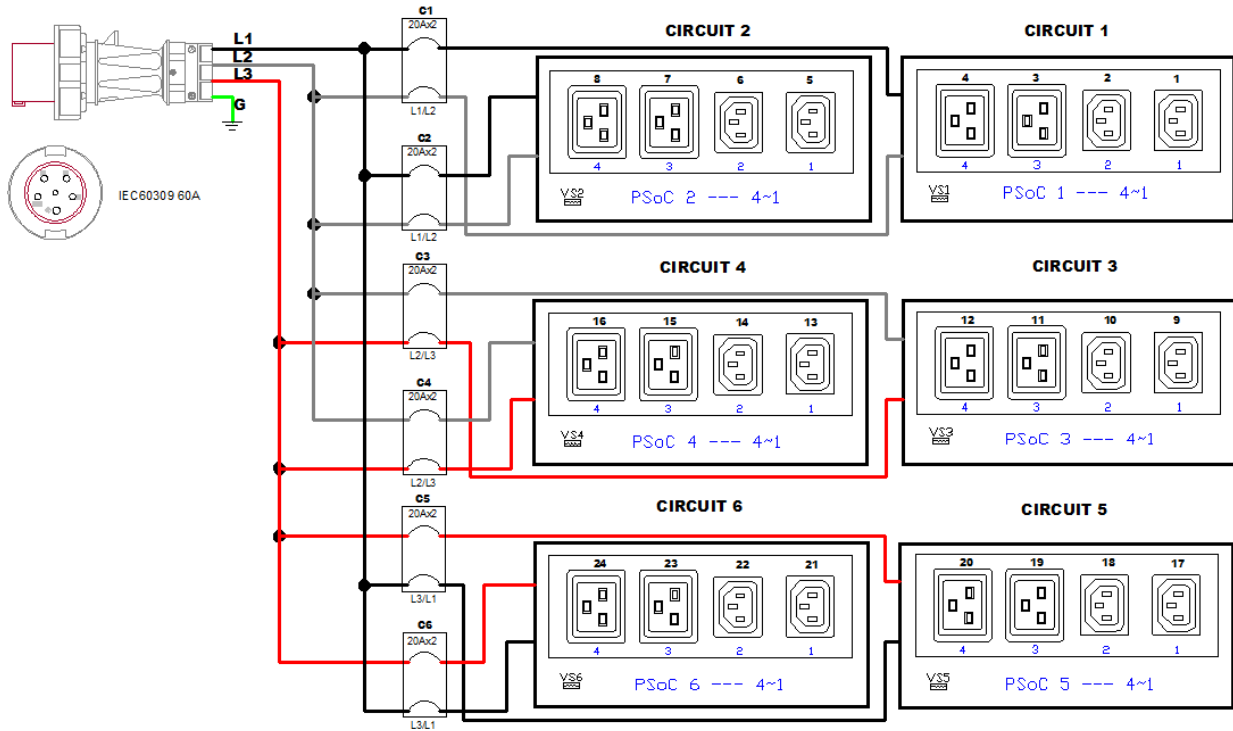 L1
L2
L3
G
IEC60309 60A
C1
20Ax2
L1/L2
C2
20Ax2
L1/L2
C3
20Ax2
L2/L3
C4
20Ax2
L2/L3
C5
20Ax2
L3/L1
C6
20Ax2
L3/L1
CIRCUIT 2
8 7 6 5
4 3 2 1
VS2
PSoC 2 --- 4~1
CIRCUIT 1
4 3 2 1
4 3 2 1
VS1
PSoC 1 --- 4~1
CIRCUIT 4
16 15 14 13
4 3 2 1
VS4
PSoC 4 --- 4~1
CIRCUIT 3
12 11 10 9
4 3 2 1
VS3
PSoC 3 --- 4~1
CIRCUIT 6
24 23 22 21
4 3 2 1
VS6
PSoC 6 --- 4~1
CIRCUIT 5
20 19 18 17
4 3 2 1
VS5
PSoC 5 --- 4~1